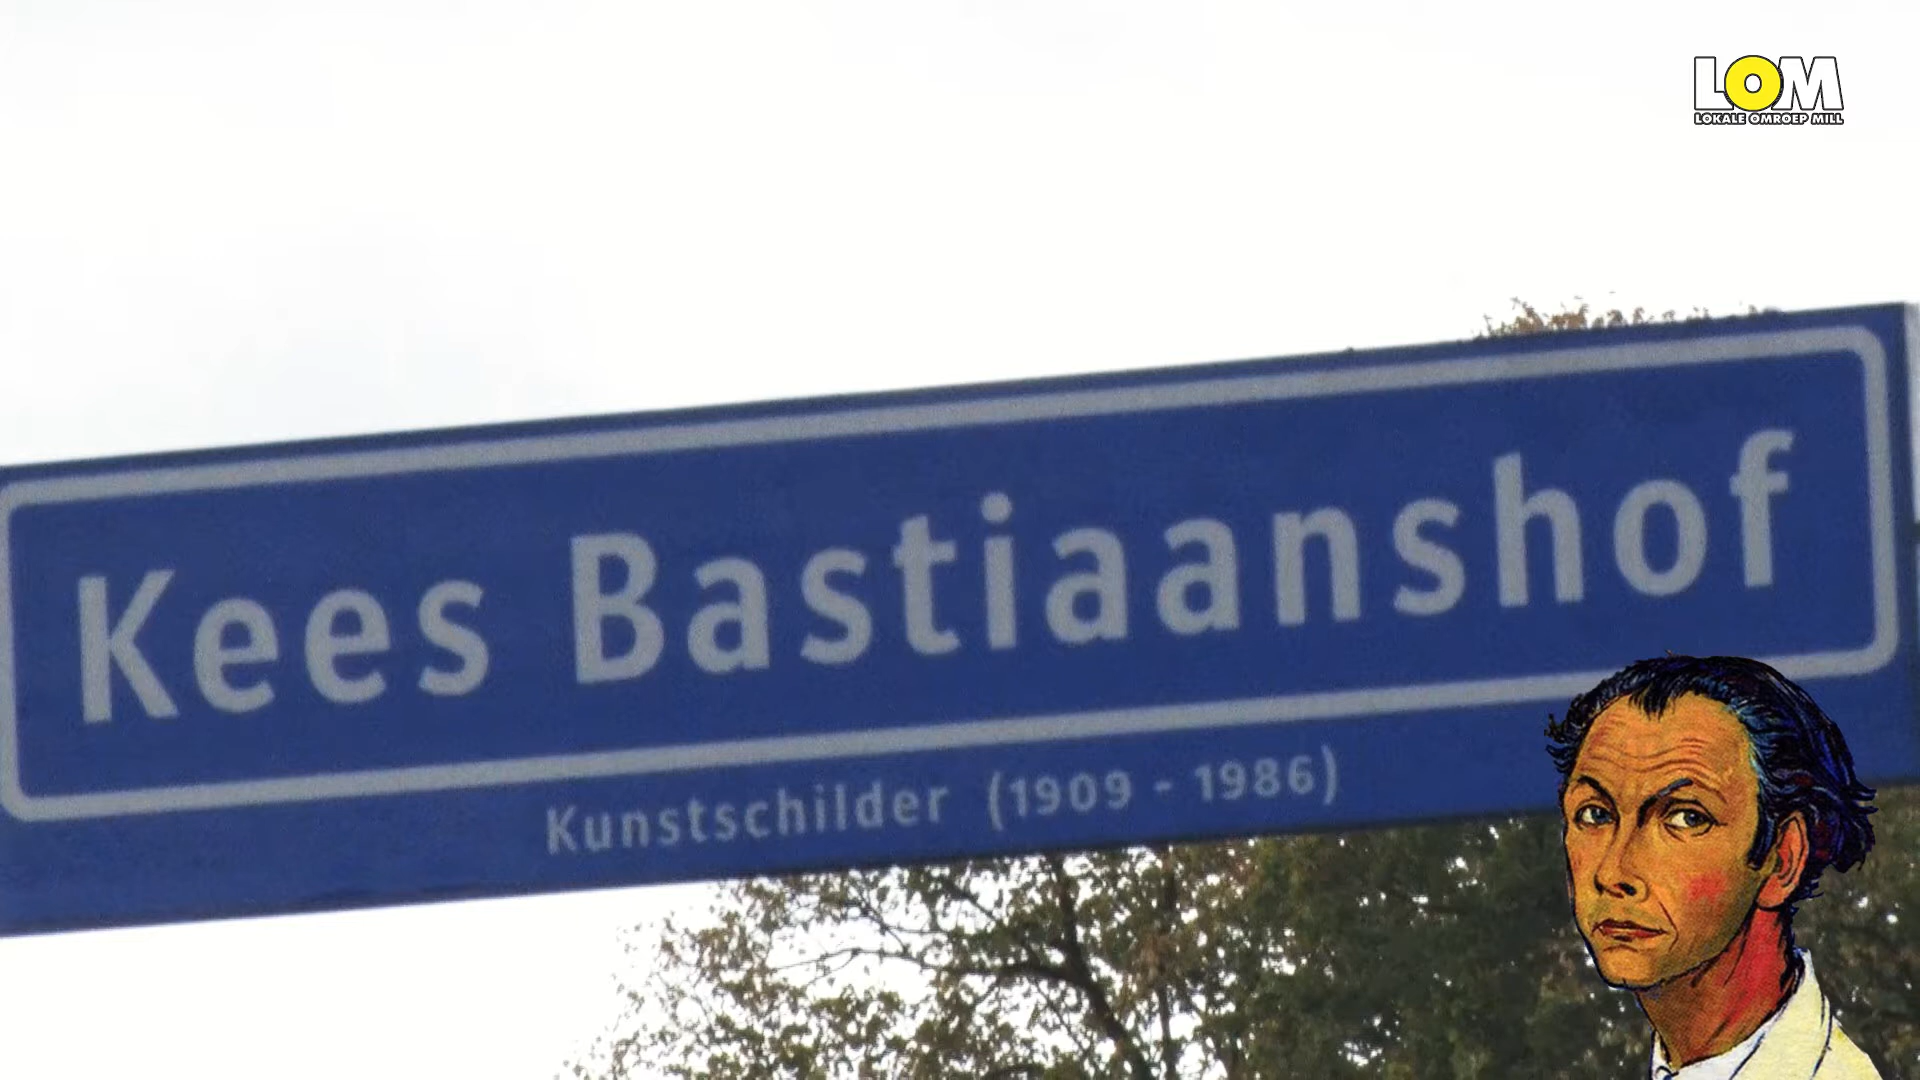 LOM
LOKALE OMROEP MILL
Kees Bastiaanshof
Kunstschilder (1909 - 1986)